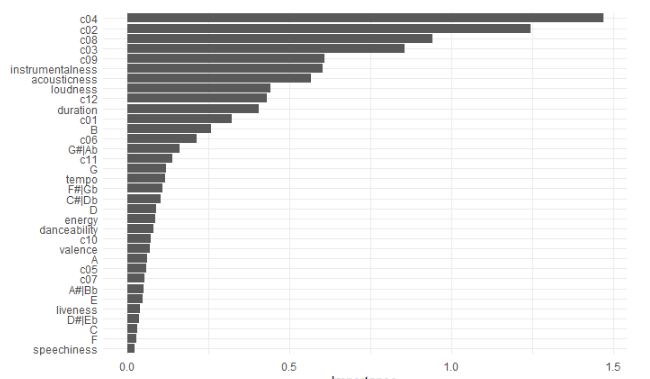 c04
c02
c08
c03
c09
instrumentalness
acousticness
loudness
c12
duration
c01
B
c06
G#|Ab
c11
G
tempo
F#|Gb
C#|Db
D
energy
danceability
c10
valence
A
c05
c07
A#|Bb
E
liveness
D#|Eb
C
F
speechiness
0.0 0.5 1.0 1.5